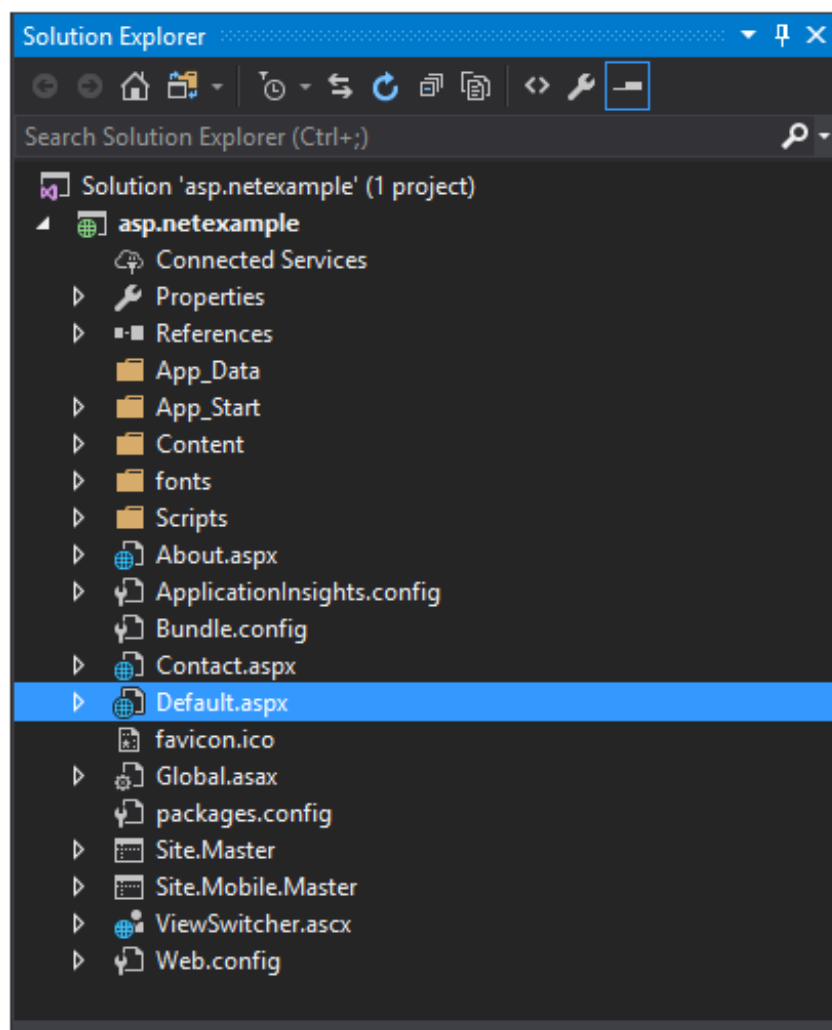 Solution Explorer
Search Solution Explorer (Ctrl+;)
Solution 'asp.netexample' (1 project)
asp.netexample
Connected Services
Properties
References
App_Data
App_Start
Content
fonts
Scripts
About.aspx
ApplicationInsights.config
Bundle.config
Contact.aspx
Default.aspx
favicon.ico
Global.asax
packages.config
Site.Master
Site.Mobile.Master
ViewSwitcher.ascx
Web.config